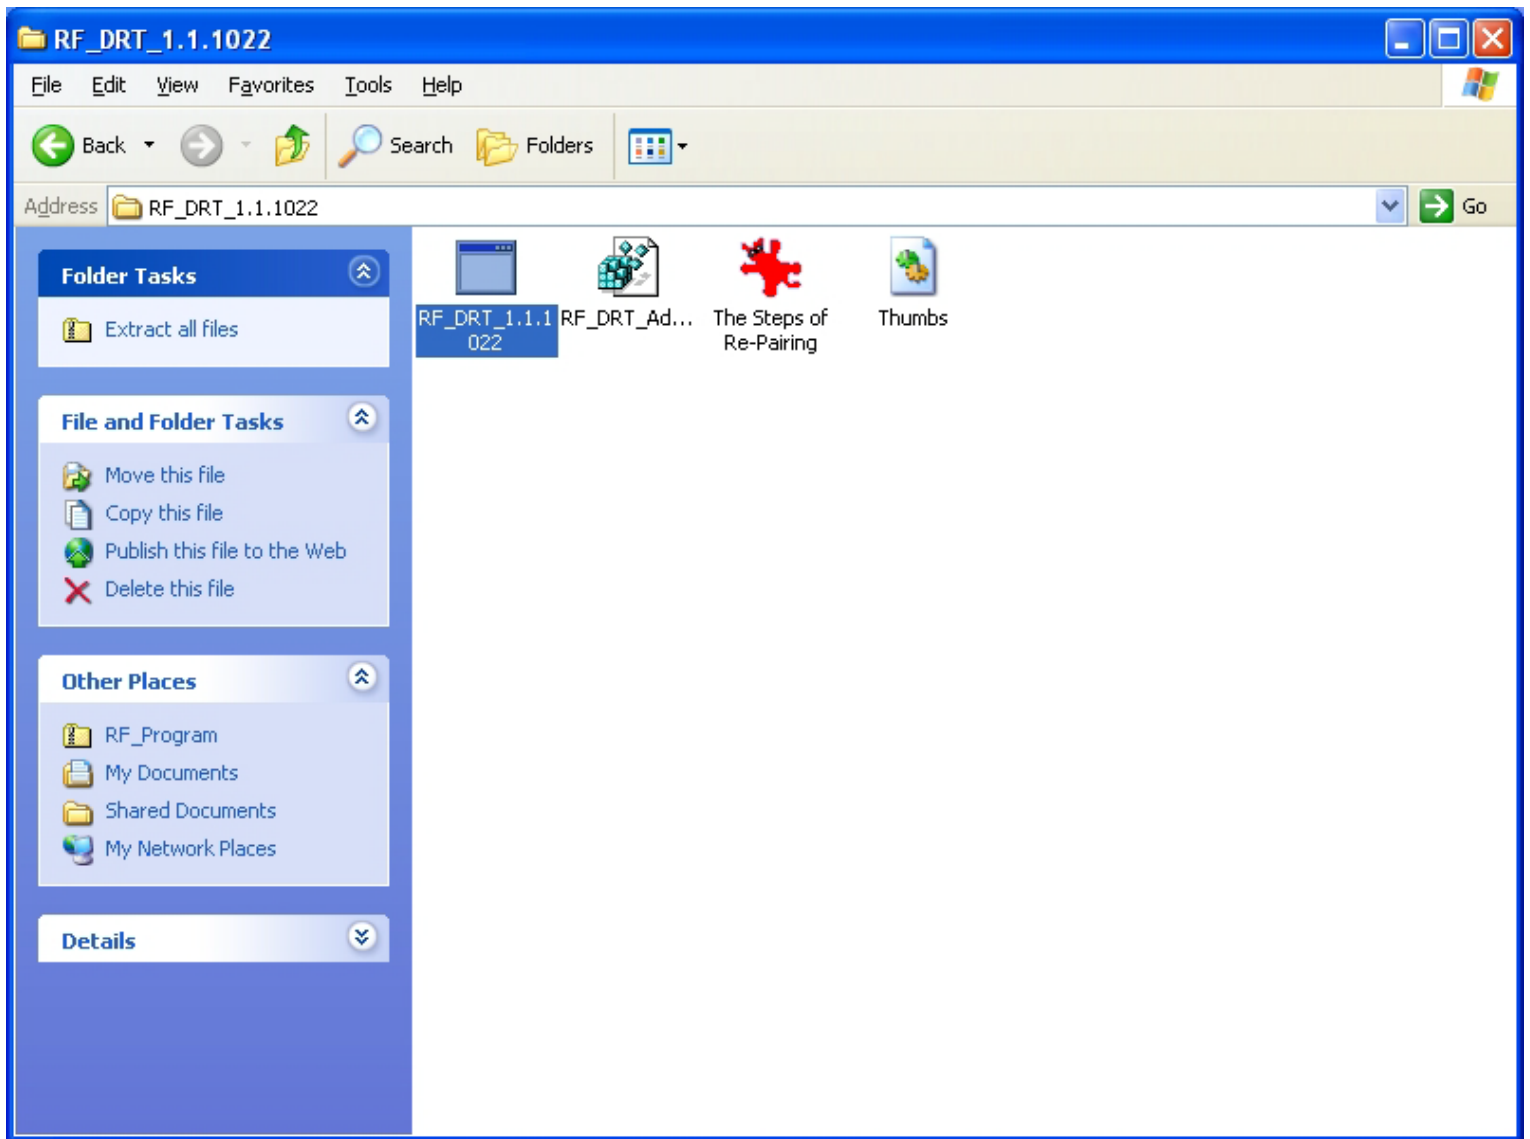 RF_DRT_1.1.1022
File Edit View Favorites Tools Help
Back Search Folders
Address RF_DRT_1.1.1022 Go
Folder Tasks
Extract all files
File and Folder Tasks
Move this file
Copy this file
Publish this file to the Web
Delete this file
Other Places
RF_Program
My Documents
Shared Documents
My Network Places
Details
RF_DRT_1.1.1
022
RF_DRT_Ad...
The Steps of
Re-Pairing
Thumbs